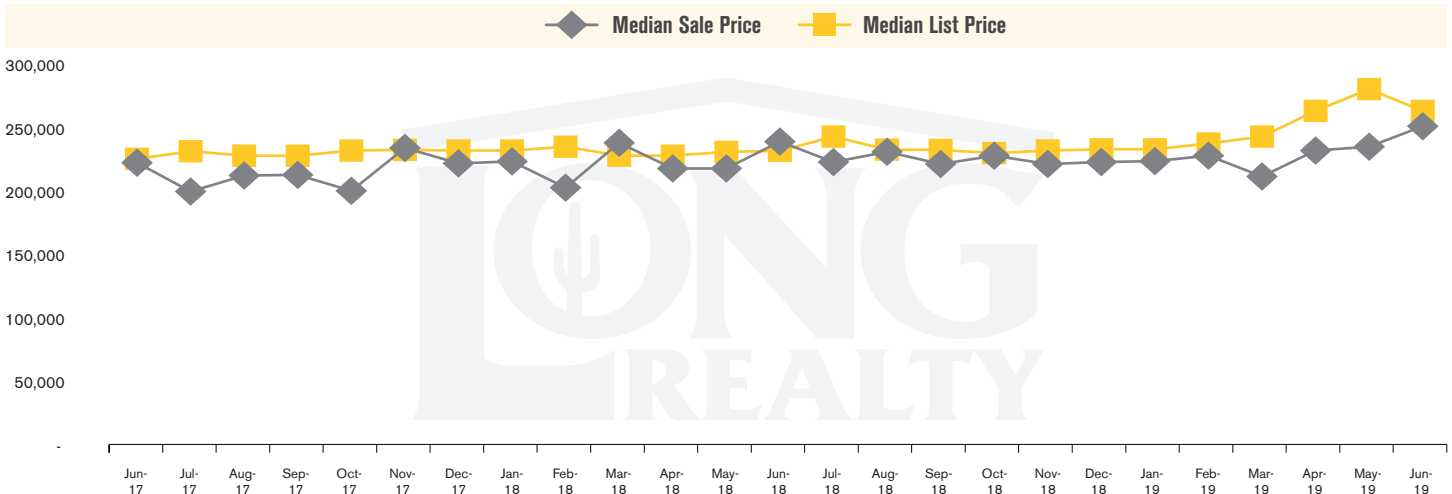 Median Sale Price Median List Price
300,000
250,000
200,000
150,000
100,000
50,000
-
LONG
REALTY
Jun- Jul- Aug- Sep- Oct- Nov- Dec- Jan- Feb- Mar- Apr- May- Jun- Jul- Aug- Sep- Oct- Nov- Dec- Jan- Feb- Mar- Apr- May- Jun-
17 17 17 17 17 17 17 18 18 18 18 18 18 18 18 18 18 18 18 19 19 19 19 19 19